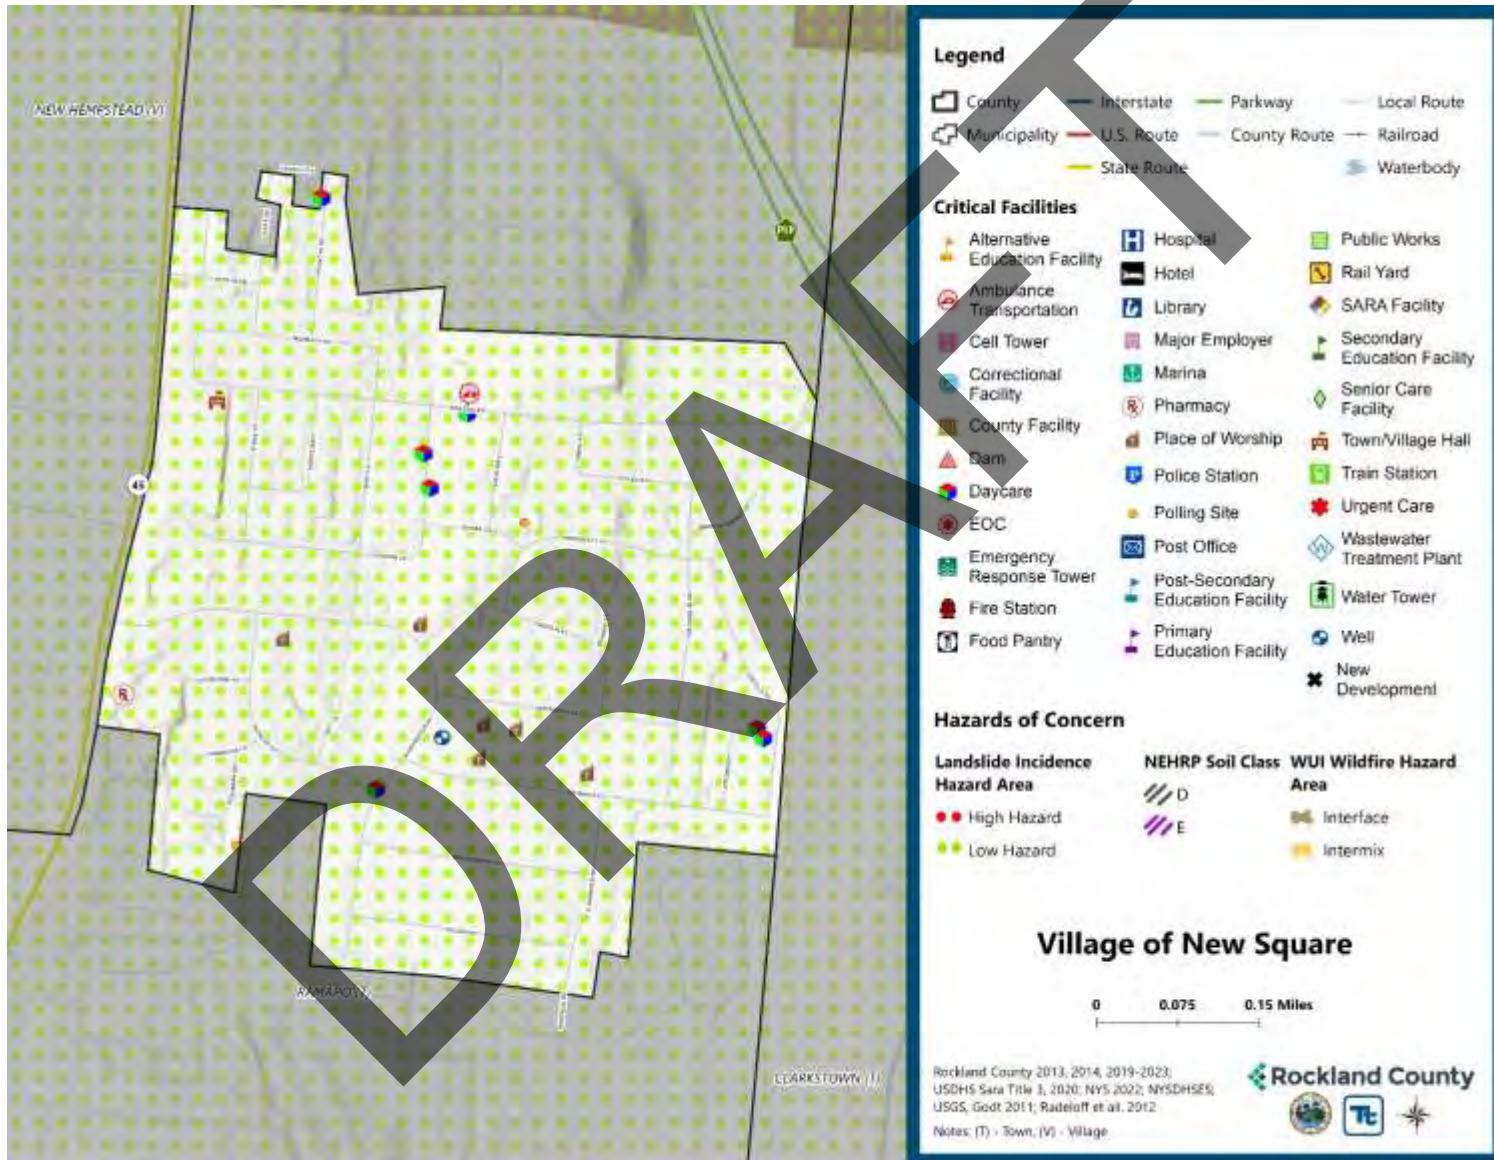 NEW HEMPSTEAD (V)
PIP
45
RAMAPO (T)
CLARKSTOWN (T)
DRAFT
Legend
County
Interstate
Parkway
Local Route
Municipality
U.S. Route
County Route
Railroad
State Route
Waterbody
Critical Facilities
Alternative
Education Facility
Ambulance
Transportation
Cell Tower
Correctional
Facility
County Facility
Dam
Daycare
EOC
Emergency
Response Tower
Fire Station
Food Pantry
Hospital
Hotel
Library
Major Employer
Marina
Pharmacy
Place of Worship
Police Station
Polling Site
Post Office
Post-Secondary
Education Facility
Primary
Education Facility
Public Works
Rail Yard
SARA Facility
Secondary
Education Facility
Senior Care
Facility
Town/Village Hall
Train Station
Urgent Care
Wastewater
Treatment Plant
Water Tower
Well
New
Development
Hazards of Concern
Landslide Incidence
Hazard Area
High Hazard
Low Hazard
NEHRP Soil Class
D
E
WUI Wildfire Hazard
Area
Interface
Intermix
Village of New Square
0 0.075 0.15 Miles
Rockland County 2013, 2014, 2019-2023;
USDHS Sara Title 3, 2020; NYS 2022; NYSDHSES;
USGS, Godt 2011; Radeloff et al. 2012
Notes: (T) - Town, (V) - Village
Rockland County
Tt